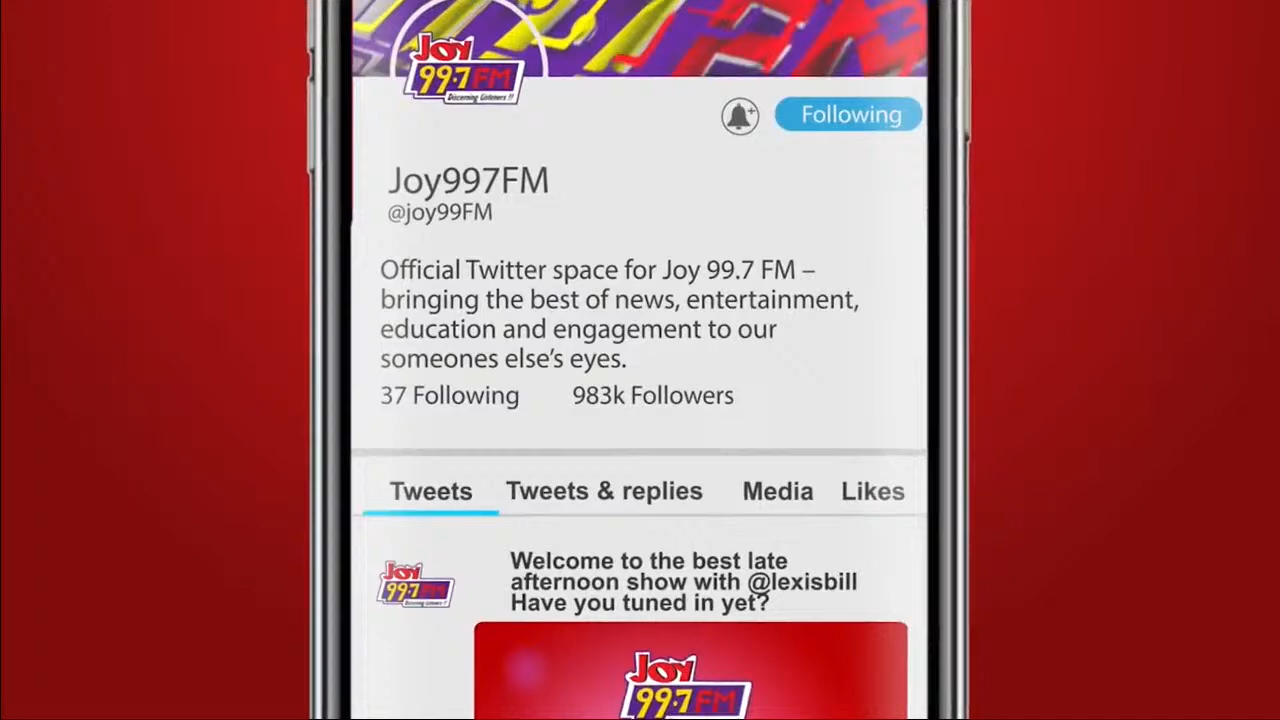 Joy
99.7 FM
Discerning Listeners !!
Following
Joy997FM
@joy99FM
Official Twitter space for Joy 99.7 FM –
bringing the best of news, entertainment,
education and engagement to our
someones else’s eyes.
37 Following 983k Followers
Tweets Tweets & replies Media Likes
Joy
99.7 FM
Discerning Listeners !!
Welcome to the best late
afternoon show with @lexisbill
Have you tuned in yet?
Joy
99.7 FM